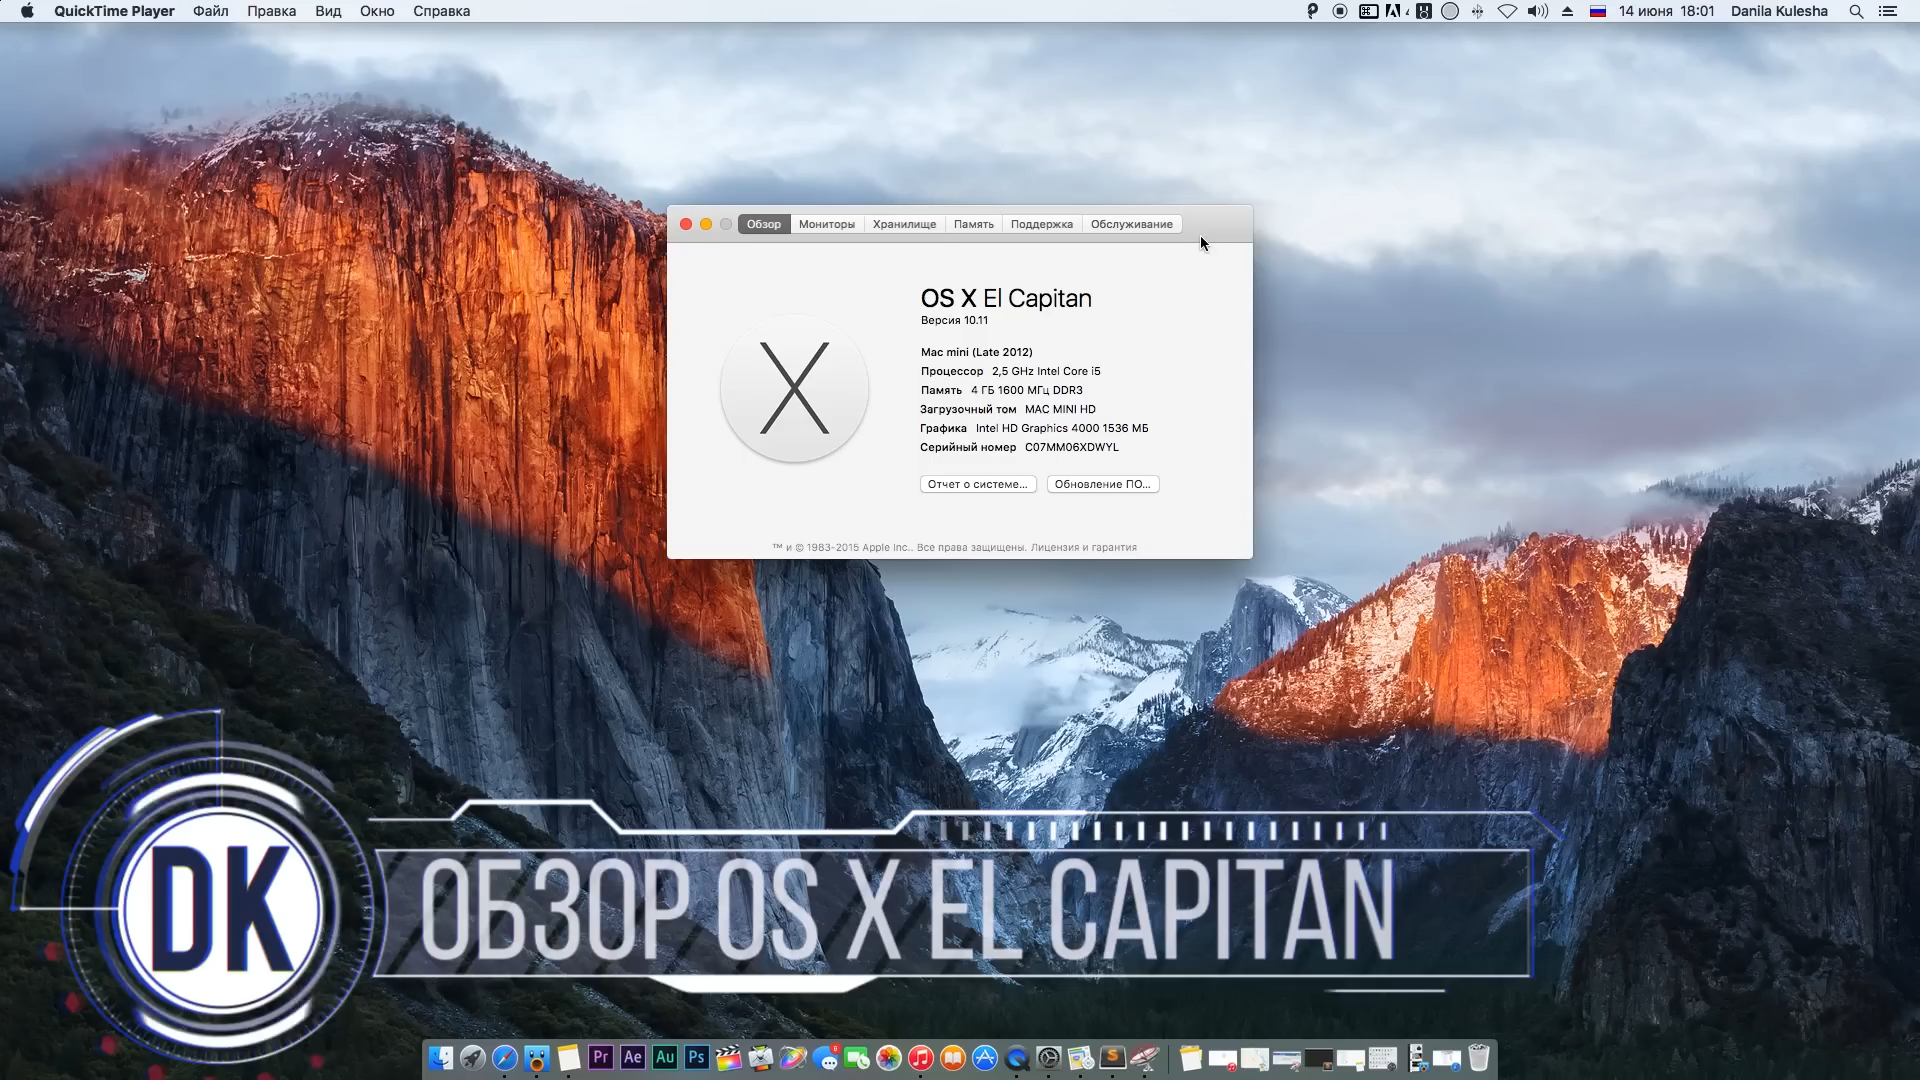 QuickTime Player Файл Правка Вид Окно Справка 14 июня 18:01 Danila Kulesha
Обзор Мониторы Хранилище Память Поддержка Обслуживание
OS X El Capitan
Версия 10.11
Mac mini (Late 2012)
Процессор 2,5 GHz Intel Core i5
Память 4 ГБ 1600 МГц DDR3
Загрузочный том MAC MINI HD
Графика Intel HD Graphics 4000 1536 МБ
Серийный номер C07MM06XDWYL
Отчет о системе... Обновление ПО...
™ и © 1983-2015 Apple Inc.. Все права защищены. Лицензия и гарантия
DK
ОБЗОР OS X EL CAPITAN
Pr Ae Au Ps